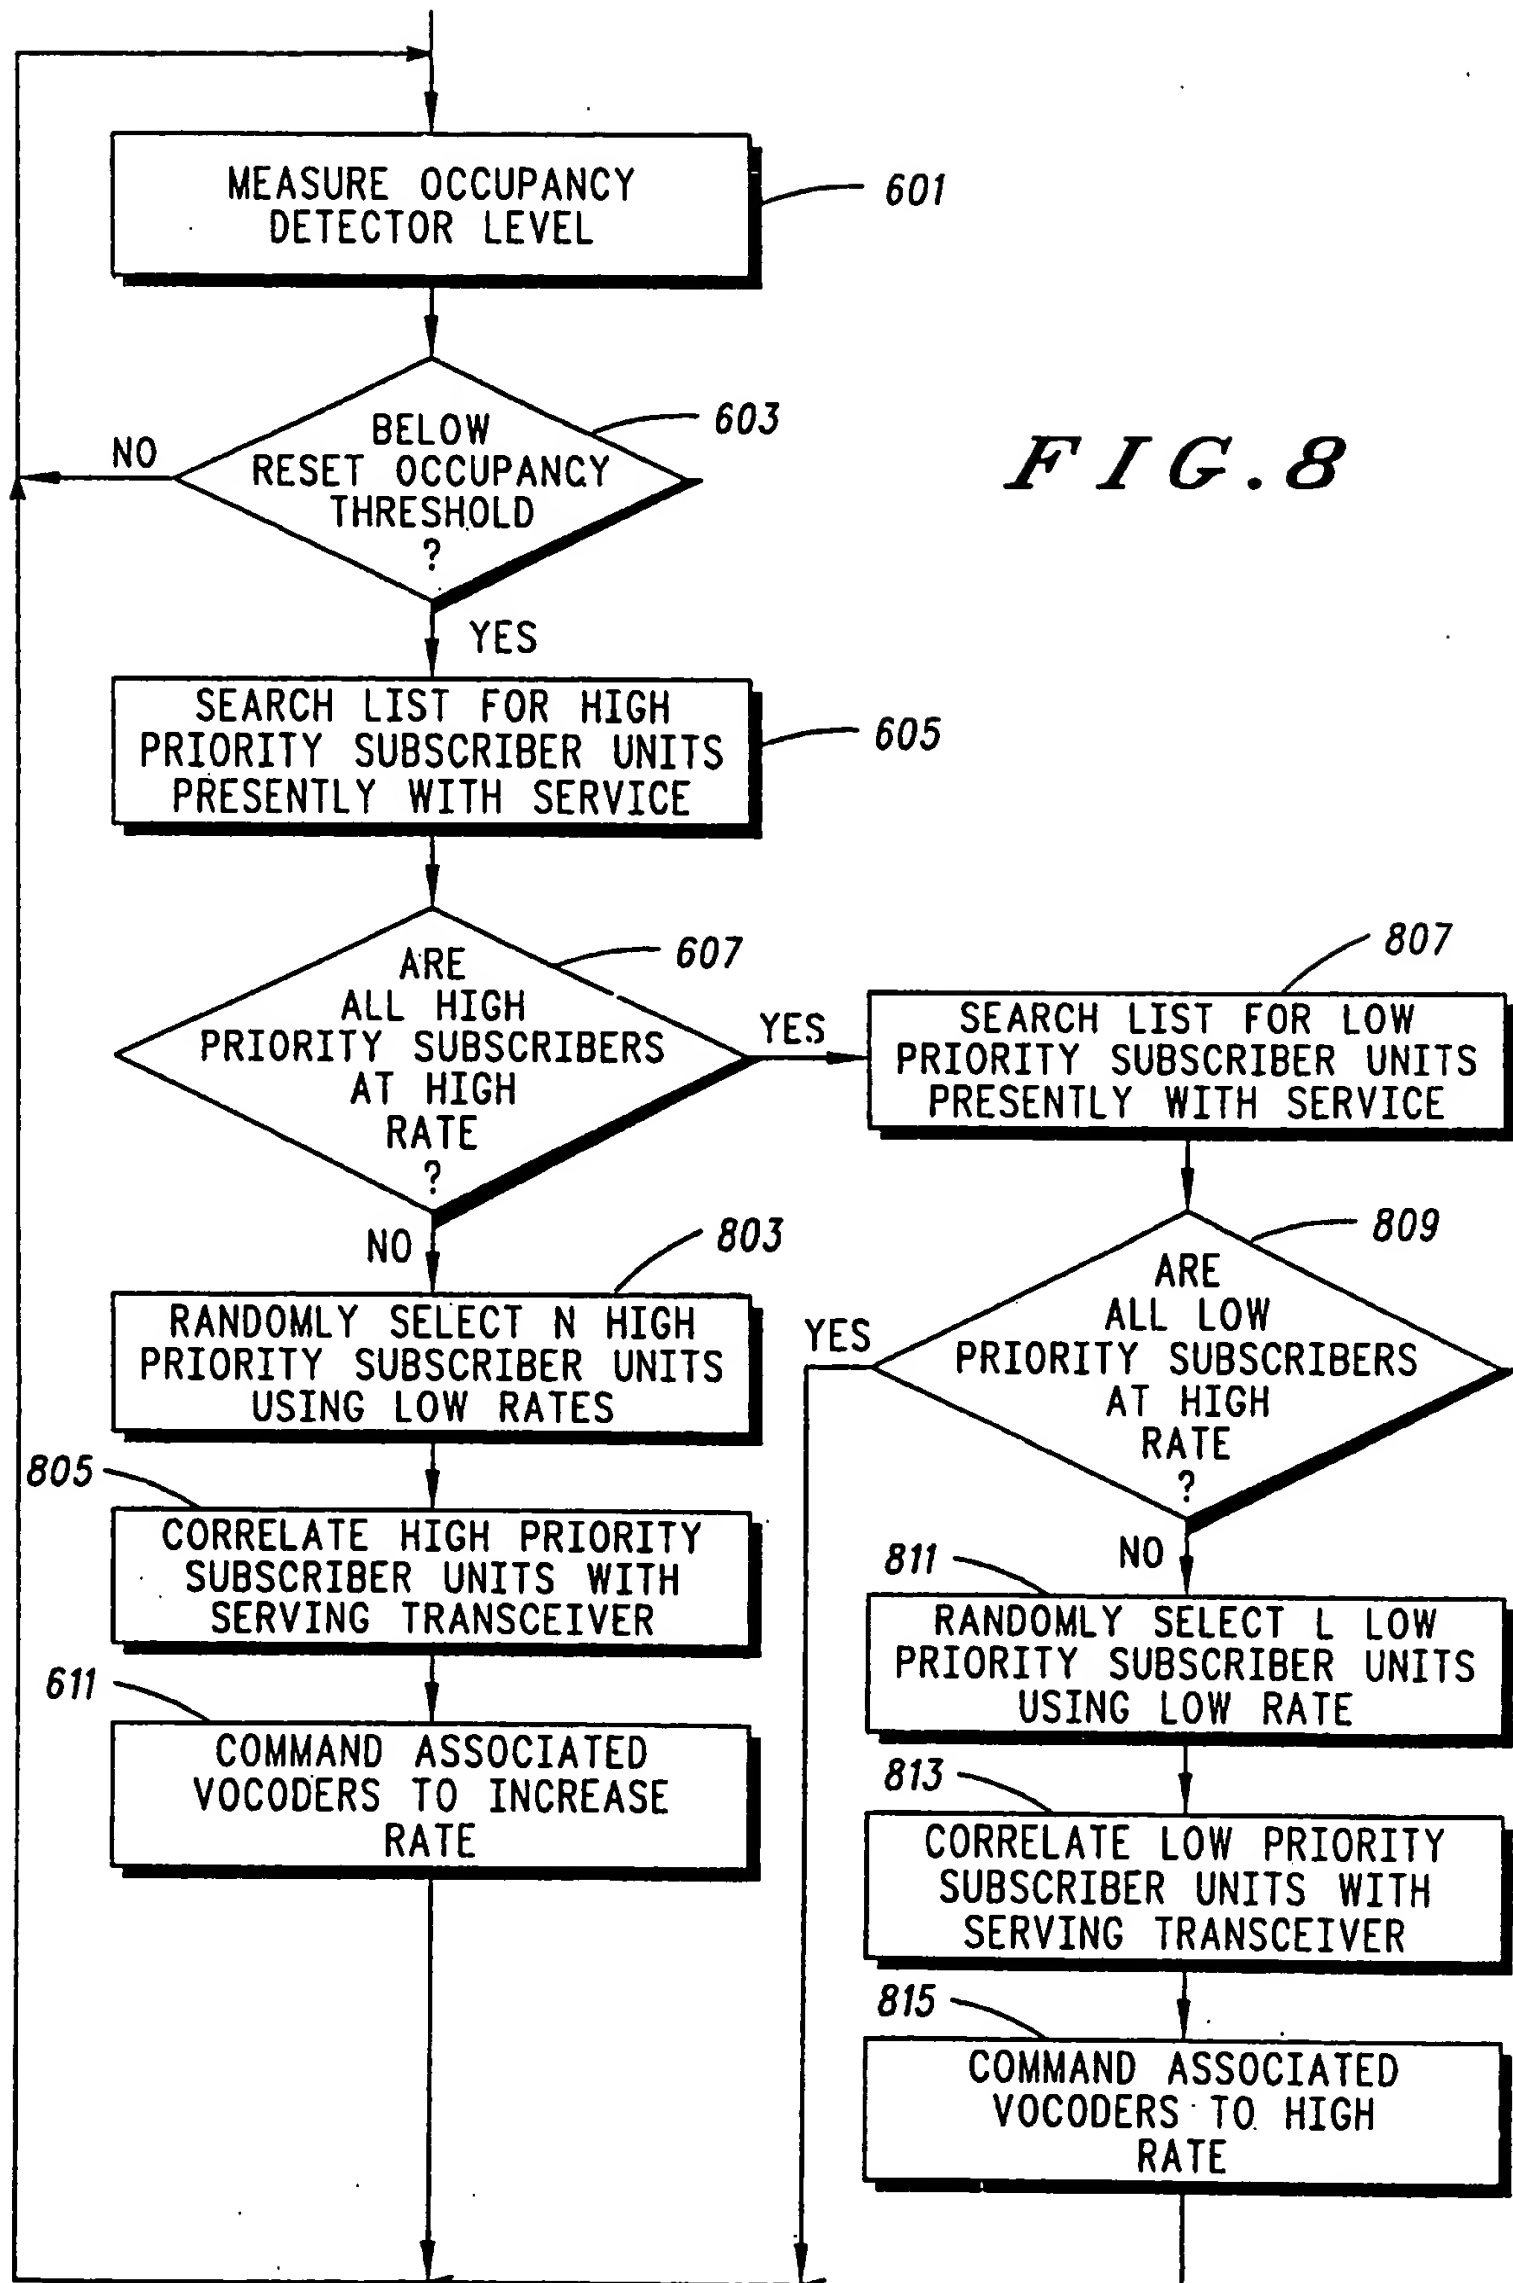 MEASURE OCCUPANCY
DETECTOR LEVEL
601
BELOW
RESET OCCUPANCY
THRESHOLD
?
603
NO
YES
FIG.8
SEARCH LIST FOR HIGH
PRIORITY SUBSCRIBER UNITS
PRESENTLY WITH SERVICE
605
ARE
ALL HIGH
PRIORITY SUBSCRIBERS
AT HIGH
RATE
?
607
YES
NO
RANDOMLY SELECT N HIGH
PRIORITY SUBSCRIBER UNITS
USING LOW RATES
803
805
CORRELATE HIGH PRIORITY
SUBSCRIBER UNITS WITH
SERVING TRANSCEIVER
611
COMMAND ASSOCIATED
VOCODERS TO INCREASE
RATE
807
SEARCH LIST FOR LOW
PRIORITY SUBSCRIBER UNITS
PRESENTLY WITH SERVICE
809
ARE
ALL LOW
PRIORITY SUBSCRIBERS
AT HIGH
RATE
?
YES
NO
811
RANDOMLY SELECT L LOW
PRIORITY SUBSCRIBER UNITS
USING LOW RATE
813
CORRELATE LOW PRIORITY
SUBSCRIBER UNITS WITH
SERVING TRANSCEIVER
815
COMMAND ASSOCIATED
VOCODERS TO HIGH
RATE